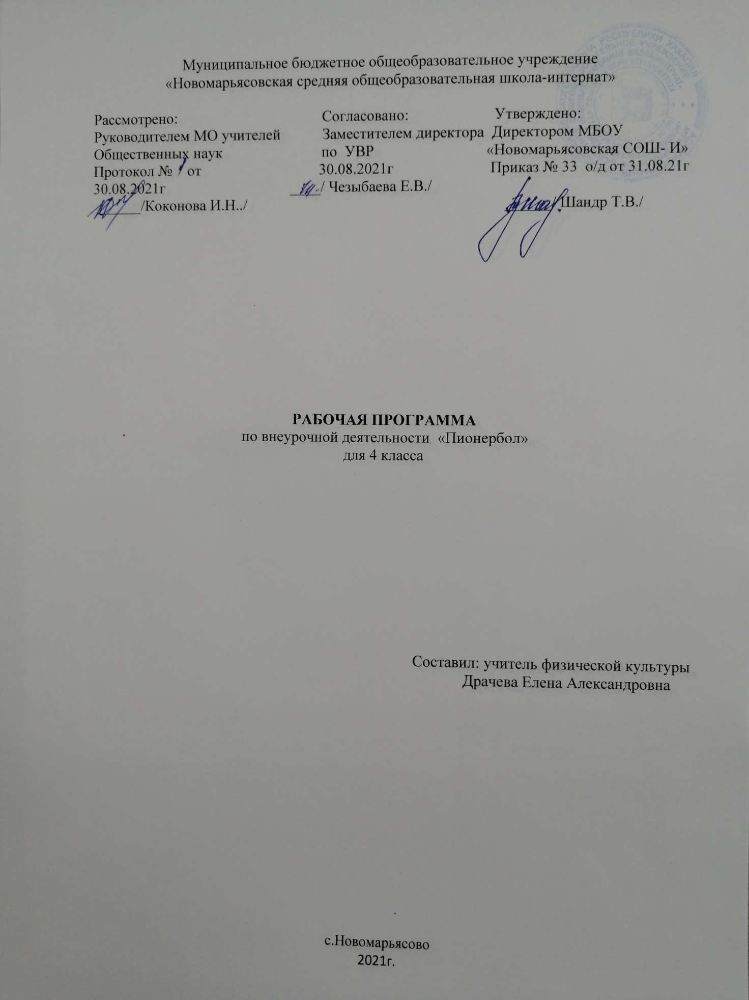 Муниципальное бюджетное общеобразовательное учреждение
«Новомарьясовская средняя общеобразовательная школа-интернат»
Рассмотрено:
Руководителем МО учителей
Общественных наук
Протокол № 1 от
30.08.2021г
/Коконова И.Н../
Согласовано:
Заместителем директора
по УВР
30.08.2021г
/ Чезыбаева Е.В./
Утверждено:
Директором МБОУ
«Новомарьясовская СОШ- И»
Приказ № 33 о/д от 31.08.21г
/ Шандр Т.В./
РЕСПУБЛИКИ ХАКАСИЯ
УЧРЕЖДЕНИЕ
РАБОЧАЯ ПРОГРАММА
по внеурочной деятельности «Пионербол»
для 4 класса
Составил: учитель физической культуры
Драчева Елена Александровна
с.Новомарьясово
2021г.